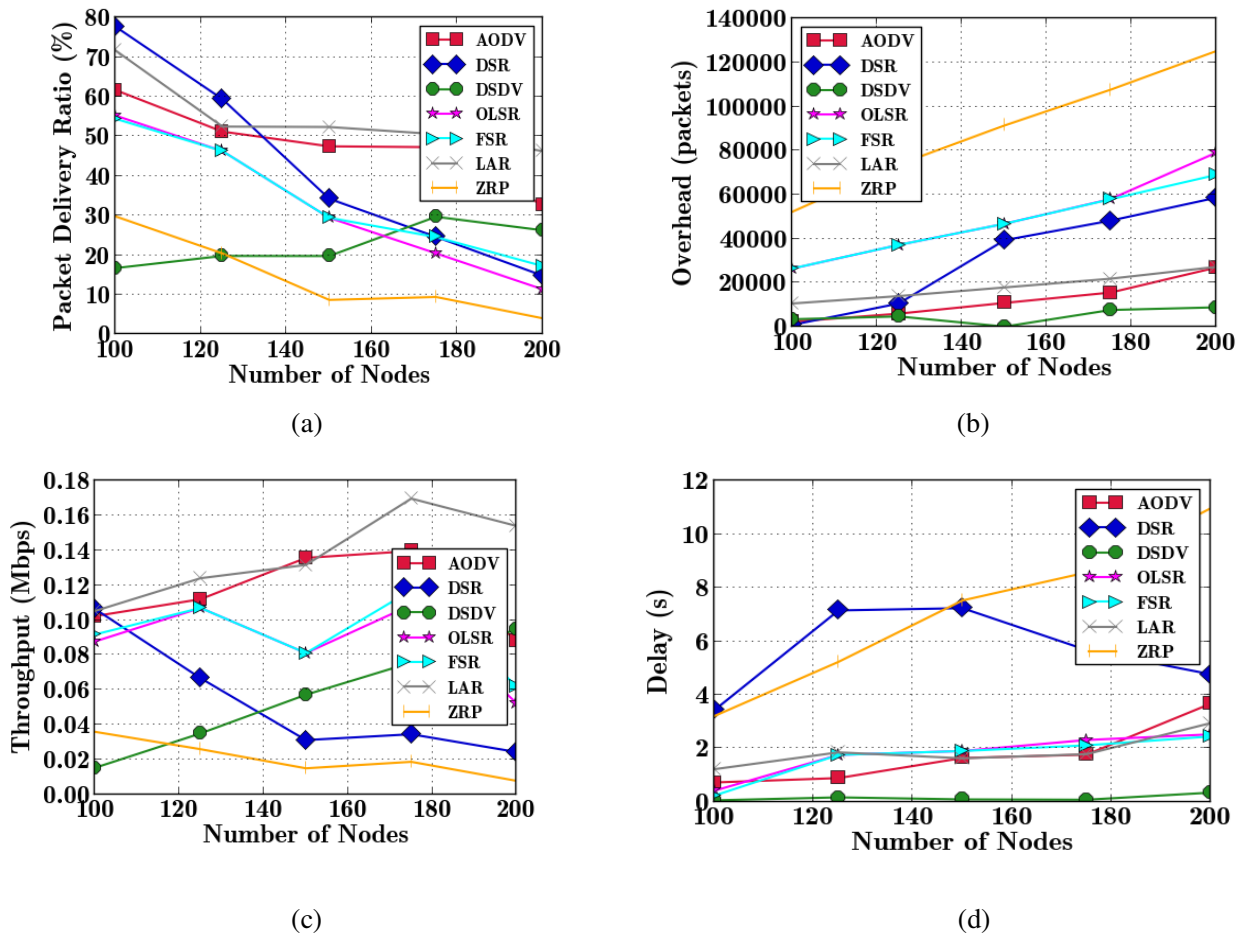 80
70
60
50
40
30
20
10
0
100 120 140 160 180 200
Packet Delivery Ratio (%)
Number of Nodes
AODV
DSR
DSDV
OLSR
FSR
LAR
ZRP
(a)
140000
120000
100000
80000
60000
40000
20000
0
100 120 140 160 180 200
Overhead (packets)
Number of Nodes
AODV
DSR
DSDV
OLSR
FSR
LAR
ZRP
(b)
0.18
0.16
0.14
0.12
0.10
0.08
0.06
0.04
0.02
0.00
100 120 140 160 180 200
Throughput (Mbps)
Number of Nodes
AODV
DSR
DSDV
OLSR
FSR
LAR
ZRP
(c)
12
10
8
6
4
2
0
100 120 140 160 180 200
Delay (s)
Number of Nodes
AODV
DSR
DSDV
OLSR
FSR
LAR
ZRP
(d)